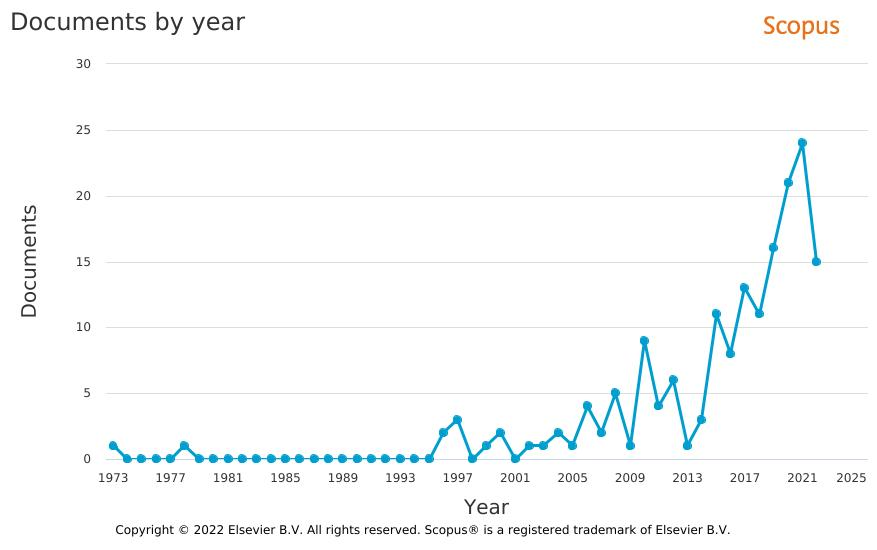 Documents by year
Scopus
30
25
20
15
10
5
0
Documents
1973 1977 1981 1985 1989 1993 1997 2001 2005 2009 2013 2017 2021 2025
Year
Copyright © 2022 Elsevier B.V. All rights reserved. Scopus® is a registered trademark of Elsevier B.V.